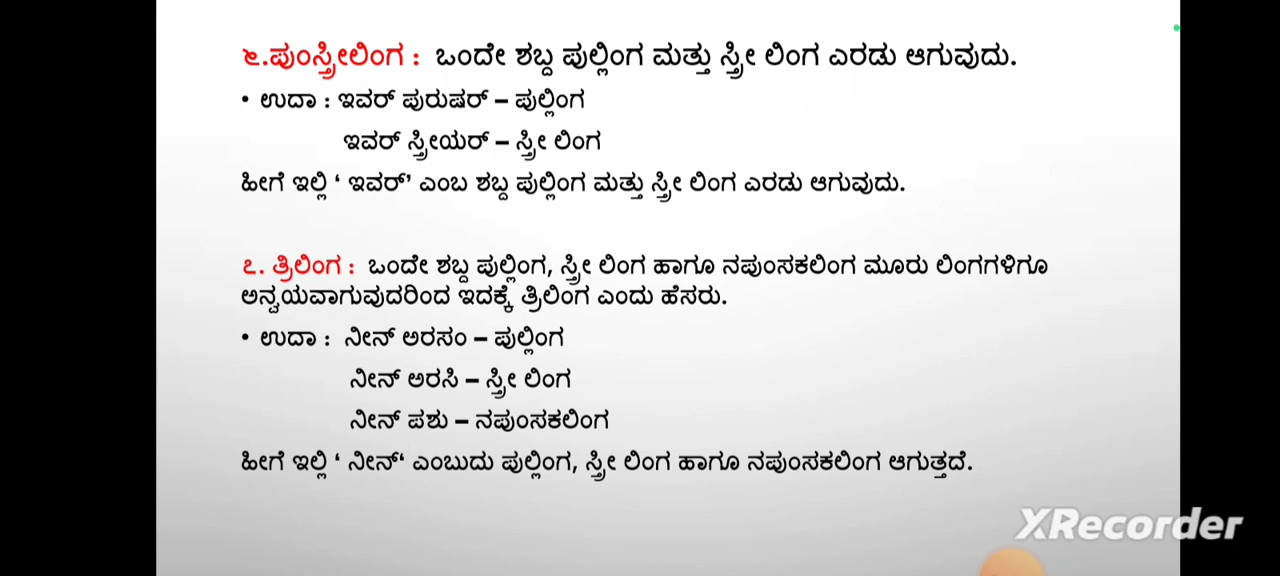 ೬.ಪುಂಸ್ತ್ರೀಲಿಂಗ : ಒಂದೇ ಶಬ್ದ ಪುಲ್ಲಿಂಗ ಮತ್ತು ಸ್ತ್ರೀ ಲಿಂಗ ಎರಡು ಆಗುವುದು.
• ಉದಾ : ಇವರ್ ಪುರುಷರ್ – ಪುಲ್ಲಿಂಗ
ಇವರ್ ಸ್ತ್ರೀಯರ್ – ಸ್ತ್ರೀ ಲಿಂಗ
ಹೀಗೆ ಇಲ್ಲಿ ‘ ಇವರ್’ ಎಂಬ ಶಬ್ದ ಪುಲ್ಲಿಂಗ ಮತ್ತು ಸ್ತ್ರೀ ಲಿಂಗ ಎರಡು ಆಗುವುದು.
೭. ತ್ರಿಲಿಂಗ : ಒಂದೇ ಶಬ್ದ ಪುಲ್ಲಿಂಗ, ಸ್ತ್ರೀ ಲಿಂಗ ಹಾಗೂ ನಪುಂಸಕಲಿಂಗ ಮೂರು ಲಿಂಗಗಳಿಗೂ
ಅನ್ವಯವಾಗುವುದರಿಂದ ಇದಕ್ಕೆ ತ್ರಿಲಿಂಗ ಎಂದು ಹೆಸರು.
• ಉದಾ : ನೀನ್ ಅರಸಂ – ಪುಲ್ಲಿಂಗ
ನೀನ್ ಅರಸಿ – ಸ್ತ್ರೀ ಲಿಂಗ
ನೀನ್ ಪಶು – ನಪುಂಸಕಲಿಂಗ
ಹೀಗೆ ಇಲ್ಲಿ ‘ ನೀನ್‘ ಎಂಬುದು ಪುಲ್ಲಿಂಗ, ಸ್ತ್ರೀ ಲಿಂಗ ಹಾಗೂ ನಪುಂಸಕಲಿಂಗ ಆಗುತ್ತದೆ.
XRecorder